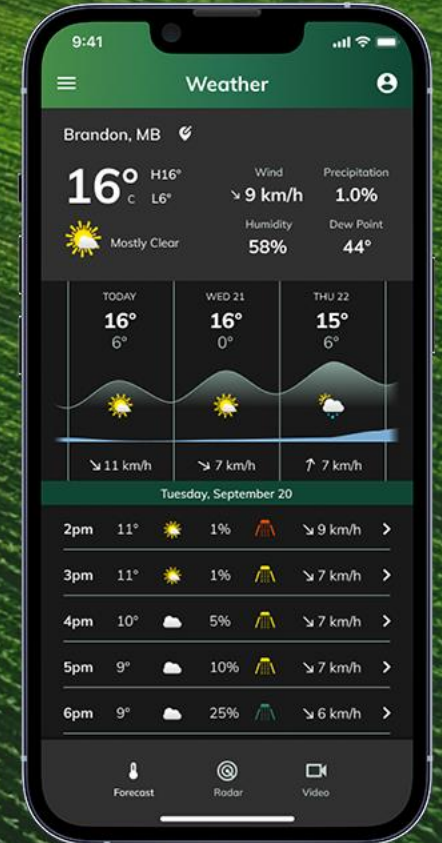 9:41
Weather
Brandon, MB
16° C H16° L6°
Mostly Clear
Wind
9 km/h
Precipitation
1.0%
Humidity
58%
Dew Point
44°
TODAY
16°
6°
11 km/h
WED 21
16°
0°
7 km/h
THU 22
15°
6°
7 km/h
Tuesday, September 20
2pm 11° 1% 9 km/h
3pm 11° 1% 7 km/h
4pm 10° 5% 7 km/h
5pm 9° 10% 7 km/h
6pm 9° 25% 6 km/h
Forecast Radar Video